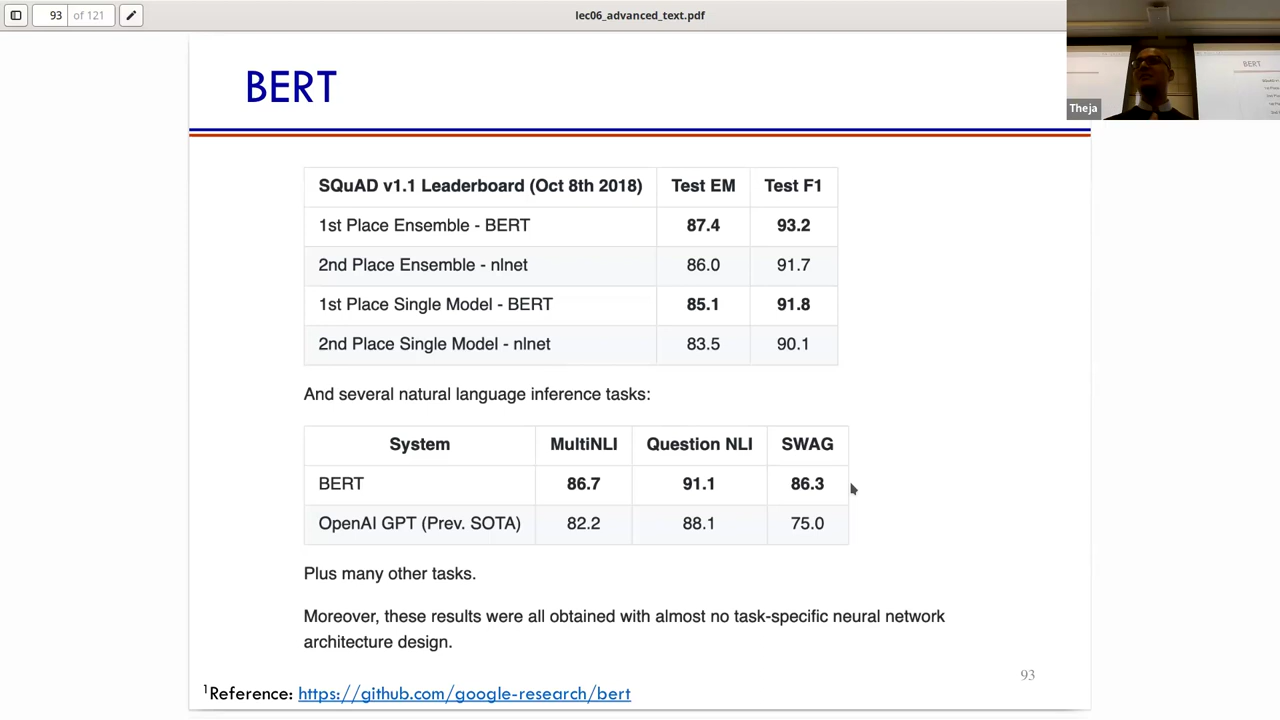 93 of 121
lec06_advanced_text.pdf
Theja
BERT
SQuAD v1.1 Leaderboard (Oct 8th 2018) Test EM Test F1
1st Place Ensemble - BERT 87.4 93.2
2nd Place Ensemble - nlnet 86.0 91.7
1st Place Single Model - BERT 85.1 91.8
2nd Place Single Model - nlnet 83.5 90.1
And several natural language inference tasks:
System MultiNLI Question NLI SWAG
BERT 86.7 91.1 86.3
OpenAI GPT (Prev. SOTA) 82.2 88.1 75.0
Plus many other tasks.
Moreover, these results were all obtained with almost no task-specific neural network
architecture design.
93
1Reference: https://github.com/google-research/bert
BERT